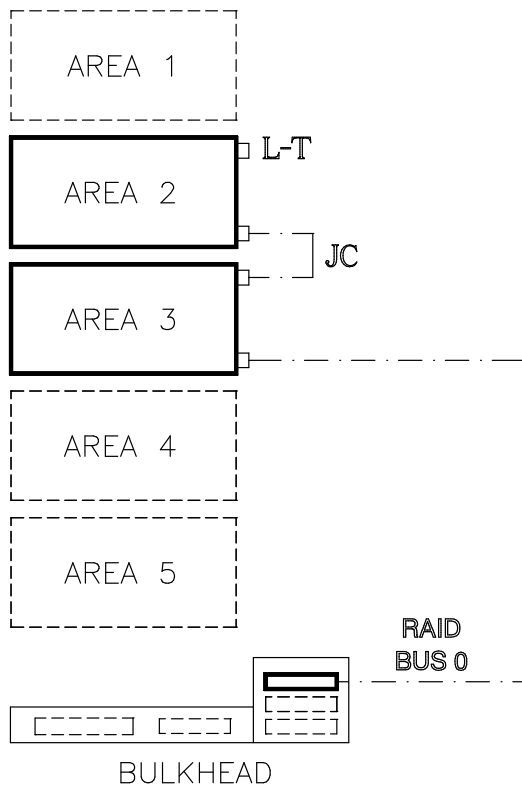 AREA 1
L-T
AREA 2
JC
AREA 3
AREA 4
AREA 5
RAID
BUS 0
BULKHEAD